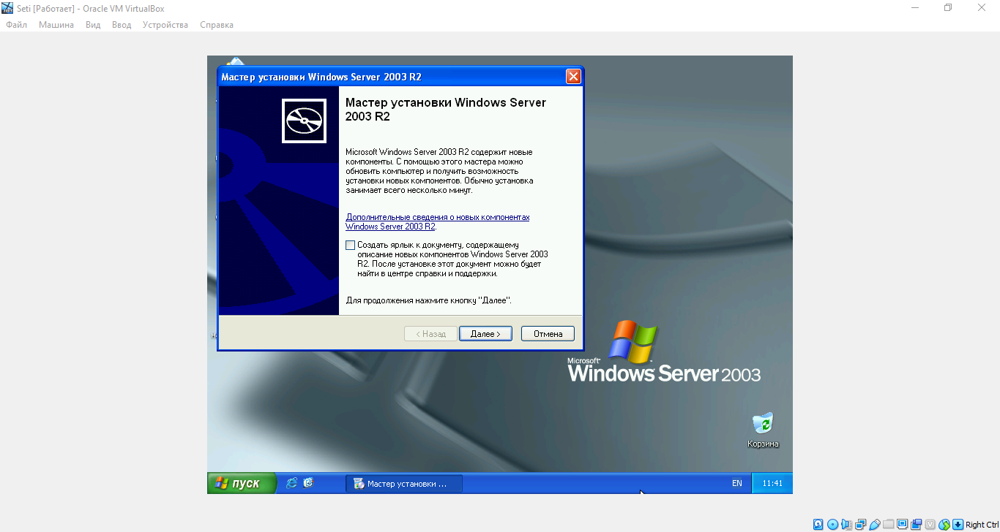 Seti [Работает] - Oracle VM VirtualBox
Файл Машина Вид Ввод Устройства Справка
Мастер установки Windows Server 2003 R2
Мастер установки Windows Server
2003 R2
Microsoft Windows Server 2003 R2 содержит новые
компоненты. С помощью этого мастера можно
обновить компьютер и получить возможность
установки новых компонентов. Обычно установка
занимает всего несколько минут.
Дополнительные сведения о новых компонентах
Windows Server 2003 R2.
Создать ярлык к документу, содержащему
описание новых компонентов Windows Server 2003
R2. После установке этот документ можно будет
найти в центре справки и поддержки.
Для продолжения нажмите кнопку "Далее".
< Назад Далее > Отмена
Microsoft
Windows Server 2003
Корзина
пуск Мастер установки ... EN 11:41
Right Ctrl